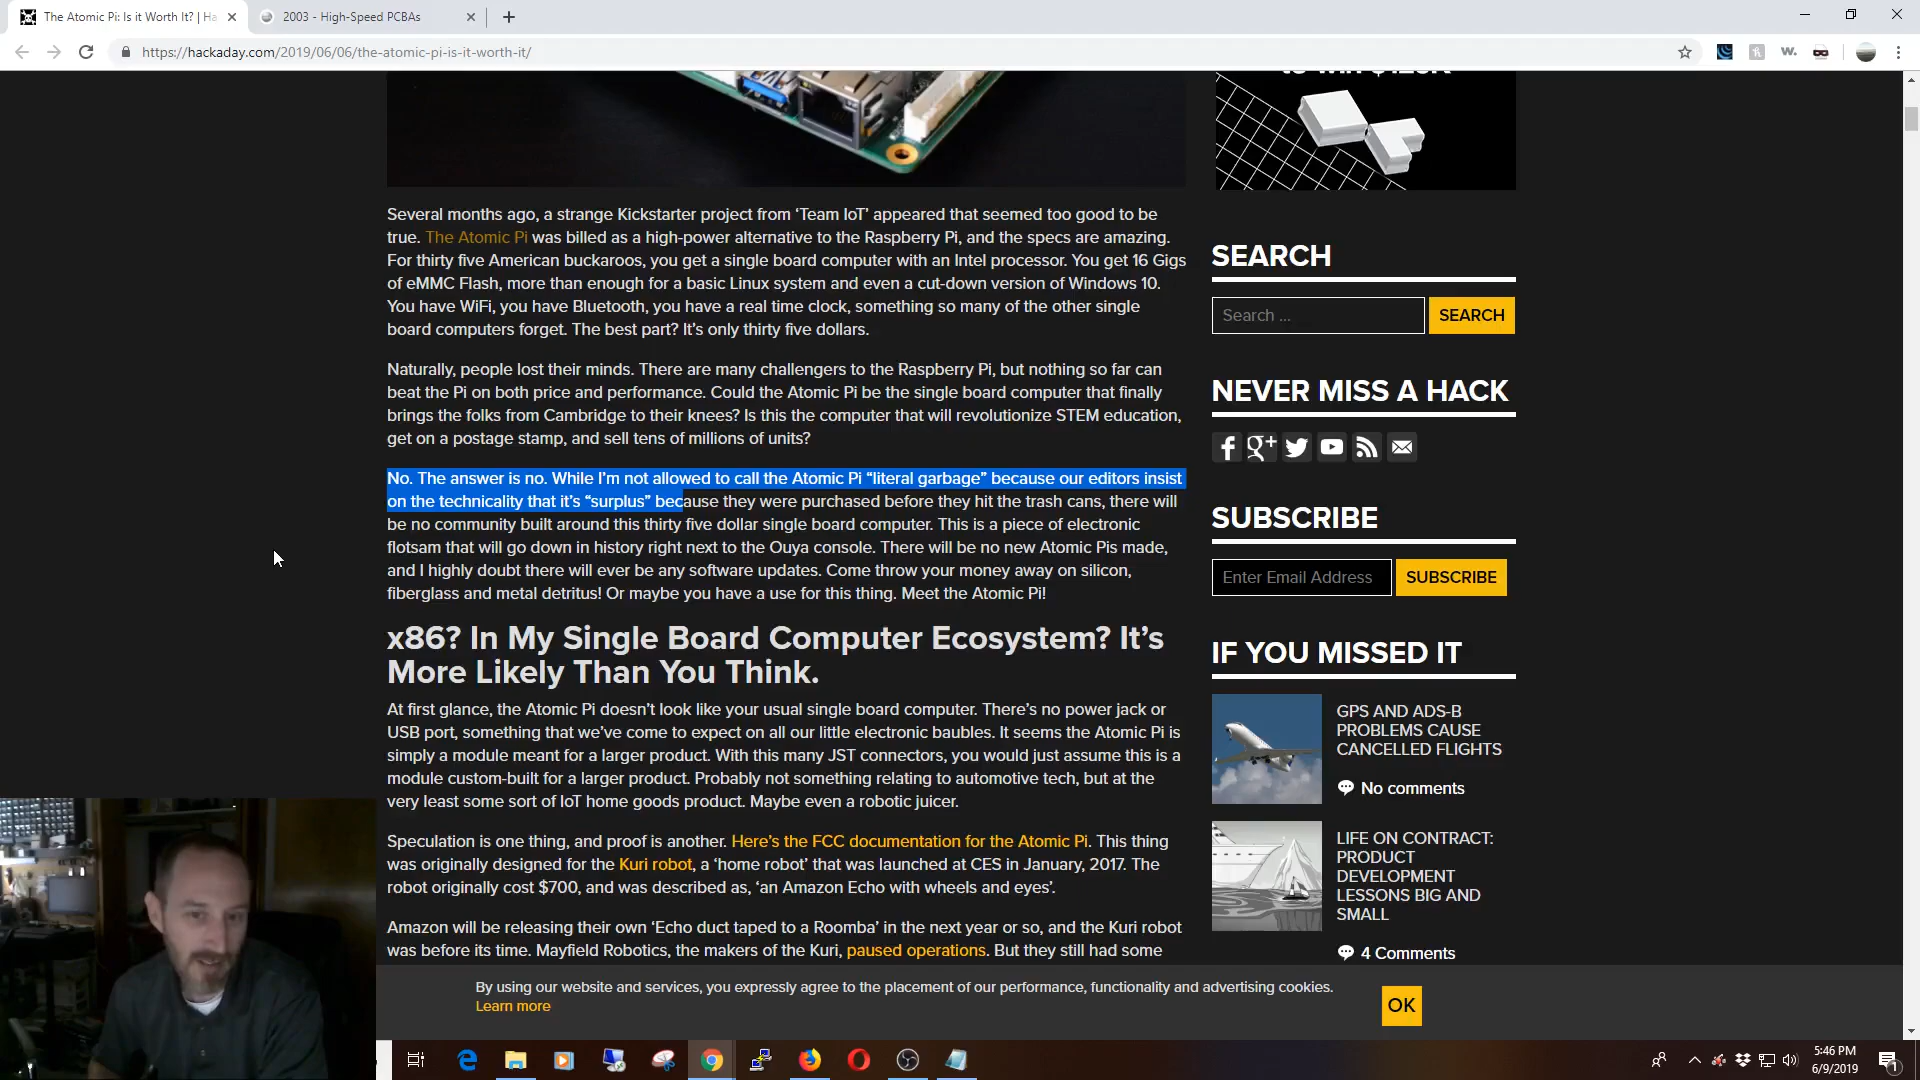 The Atomic Pi: Is it Worth It? | Ha
2003 - High-Speed PCBAs
https://hackaday.com/2019/06/06/the-atomic-pi-is-it-worth-it/
Several months ago, a strange Kickstarter project from ‘Team IoT’ appeared that seemed too good to be
true. The Atomic Pi was billed as a high-power alternative to the Raspberry Pi, and the specs are amazing.
For thirty five American buckaroos, you get a single board computer with an Intel processor. You get 16 Gigs
of eMMC Flash, more than enough for a basic Linux system and even a cut-down version of Windows 10.
You have WiFi, you have Bluetooth, you have a real time clock, something so many of the other single
board computers forget. The best part? It’s only thirty five dollars.
Naturally, people lost their minds. There are many challengers to the Raspberry Pi, but nothing so far can
beat the Pi on both price and performance. Could the Atomic Pi be the single board computer that finally
brings the folks from Cambridge to their knees? Is this the computer that will revolutionize STEM education,
get on a postage stamp, and sell tens of millions of units?
No. The answer is no. While I’m not allowed to call the Atomic Pi “literal garbage” because our editors insist
on the technicality that it’s “surplus” because they were purchased before they hit the trash cans, there will
be no community built around this thirty five dollar single board computer. This is a piece of electronic
flotsam that will go down in history right next to the Ouya console. There will be no new Atomic Pis made,
and I highly doubt there will ever be any software updates. Come throw your money away on silicon,
fiberglass and metal detritus! Or maybe you have a use for this thing. Meet the Atomic Pi!
x86? In My Single Board Computer Ecosystem? It’s
More Likely Than You Think.
At first glance, the Atomic Pi doesn’t look like your usual single board computer. There’s no power jack or
USB port, something that we’ve come to expect on all our little electronic baubles. It seems the Atomic Pi is
simply a module meant for a larger product. With this many JST connectors, you would just assume this is a
module custom-built for a larger product. Probably not something relating to automotive tech, but at the
very least some sort of IoT home goods product. Maybe even a robotic juicer.
Speculation is one thing, and proof is another. Here’s the FCC documentation for the Atomic Pi. This thing
was originally designed for the Kuri robot, a ‘home robot’ that was launched at CES in January, 2017. The
robot originally cost $700, and was described as, ‘an Amazon Echo with wheels and eyes’.
Amazon will be releasing their own ‘Echo duct taped to a Roomba’ in the next year or so, and the Kuri robot
was before its time. Mayfield Robotics, the makers of the Kuri, paused operations. But they still had some
SEARCH
Search ...
SEARCH
NEVER MISS A HACK
SUBSCRIBE
Enter Email Address
SUBSCRIBE
IF YOU MISSED IT
GPS AND ADS-B
PROBLEMS CAUSE
CANCELLED FLIGHTS
No comments
LIFE ON CONTRACT:
PRODUCT
DEVELOPMENT
LESSONS BIG AND
SMALL
4 Comments
By using our website and services, you expressly agree to the placement of our performance, functionality and advertising cookies.
Learn more
OK
5:46 PM
6/9/2019